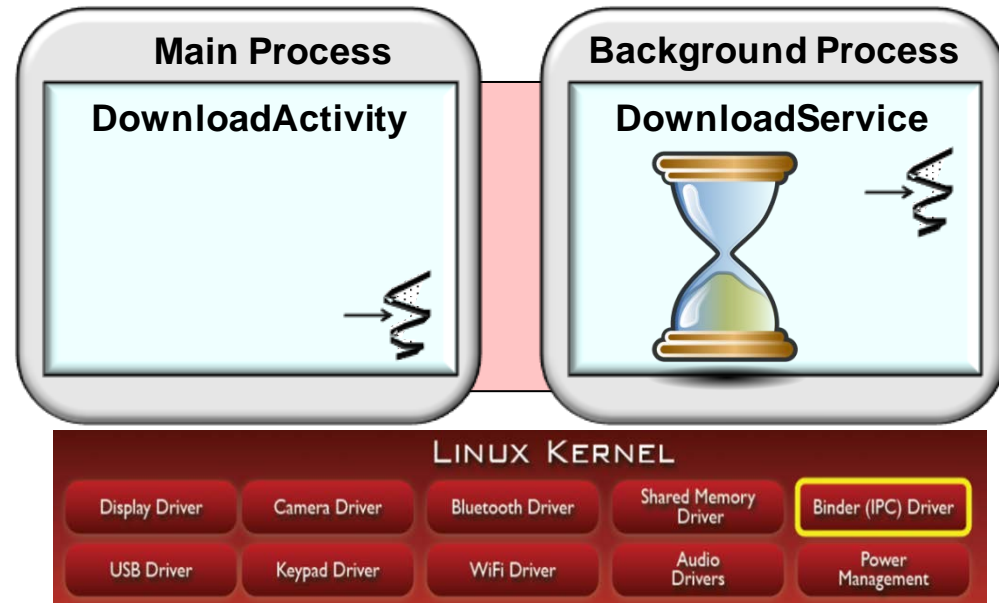 Main Process
Background Process
DownloadActivity
DownloadService
LINUX KERNEL
Display Driver
Camera Driver
Bluetooth Driver
Shared Memory
Driver
Binder (IPC) Driver
USB Driver
Keypad Driver
WiFi Driver
Audio
Drivers
Power
Management